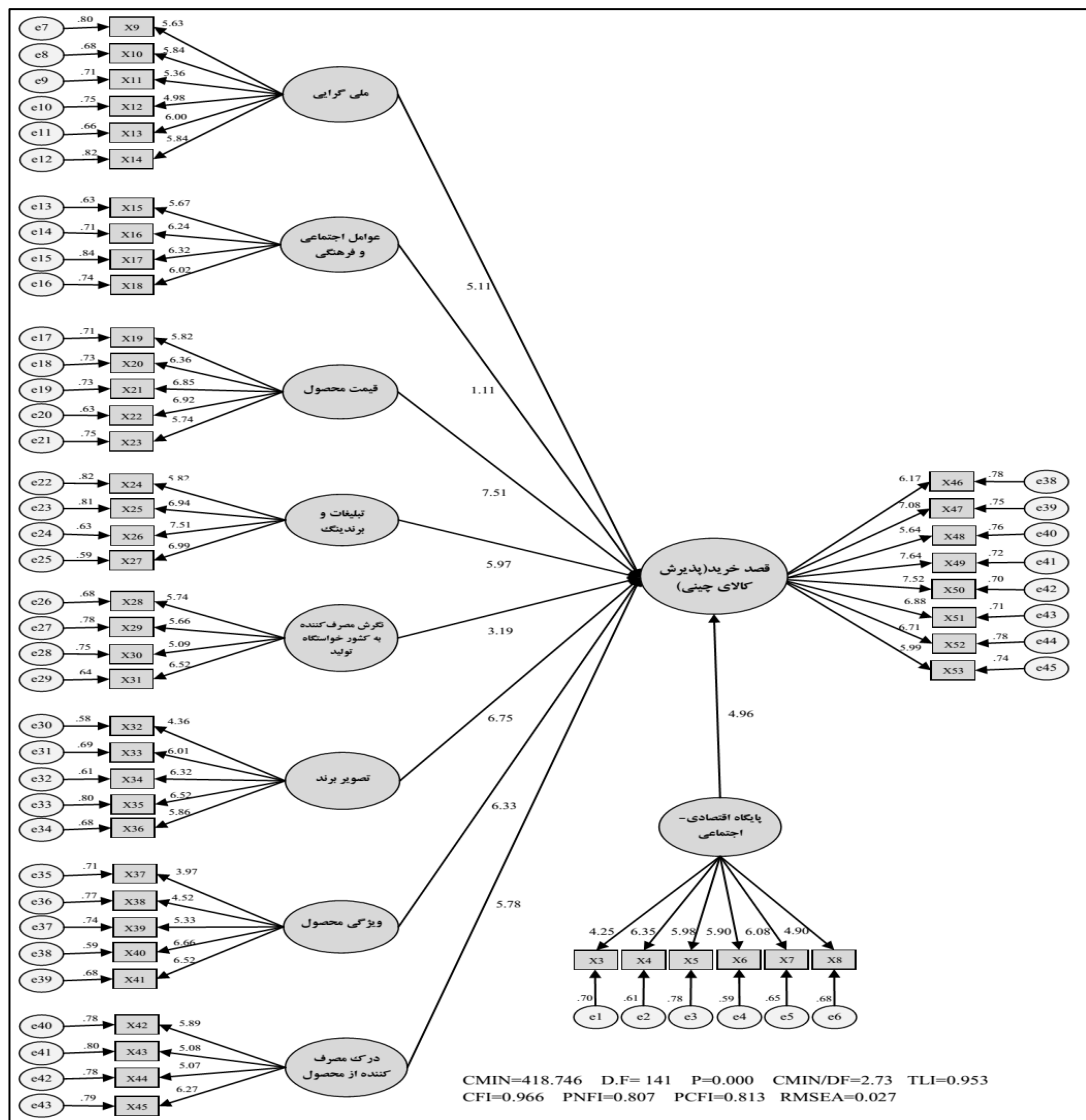 e7 .80 X9 5.63
e8 .68 X10 5.84
e9 .71 X11 5.36
e10 .75 X12 4.98
e11 .66 X13 6.00
e12 .82 X14 5.84
ملی گرایی
e13 .63 X15 5.67
e14 .71 X16 6.24
e15 .84 X17 6.32
e16 .74 X18 6.02
عوامل اجتماعی
و فرهنگی
e17 .71 X19 5.82
e18 .73 X20 6.36
e19 .73 X21 6.85
e20 .63 X22 6.92
e21 .75 X23 5.74
قیمت محصول
e22 .82 X24 5.82
e23 .81 X25 6.94
e24 .63 X26 7.51
e25 .59 X27 6.99
تبلیغات و
برندینگ
e26 .68 X28 5.74
e27 .78 X29 5.66
e28 .75 X30 5.09
e29 .64 X31 6.52
نگرش مصرف کننده
به کشور خواستگاه
تولید
e30 .58 X32 4.36
e31 .69 X33 6.01
e32 .61 X34 6.32
e33 .80 X35 6.52
e34 .68 X36 5.86
تصویر برند
e35 .71 X37 3.97
e36 .77 X38 4.52
e37 .74 X39 5.33
e38 .59 X40 6.66
e39 .68 X41 6.52
ویژگی محصول
e40 .78 X42 5.89
e41 .80 X43 5.08
e42 .78 X44 5.07
e43 .79 X45 6.27
درک مصرف
کننده از محصول
5.11
1.11
7.51
5.97
3.19
6.75
6.33
5.78
قصد خرید(پذیرش
کالای چینی)
6.17 X46 .78 e38
7.08 X47 .75 e39
5.64 X48 .76 e40
7.64 X49 .72 e41
7.52 X50 .70 e42
6.88 X51 .71 e43
6.71 X52 .78 e44
5.99 X53 .74 e45
4.96
پایگاه اقتصادی-
اجتماعی
4.25 6.35 5.98 5.90 6.08 4.90
X3 X4 X5 X6 X7 X8
.70 .61 .78 .59 .65 .68
e1 e2 e3 e4 e5 e6
CMIN=418.746 D.F= 141 P=0.000 CMIN/DF=2.73 TLI=0.953
CFI=0.966 PNFI=0.807 PCFI=0.813 RMSEA=0.027